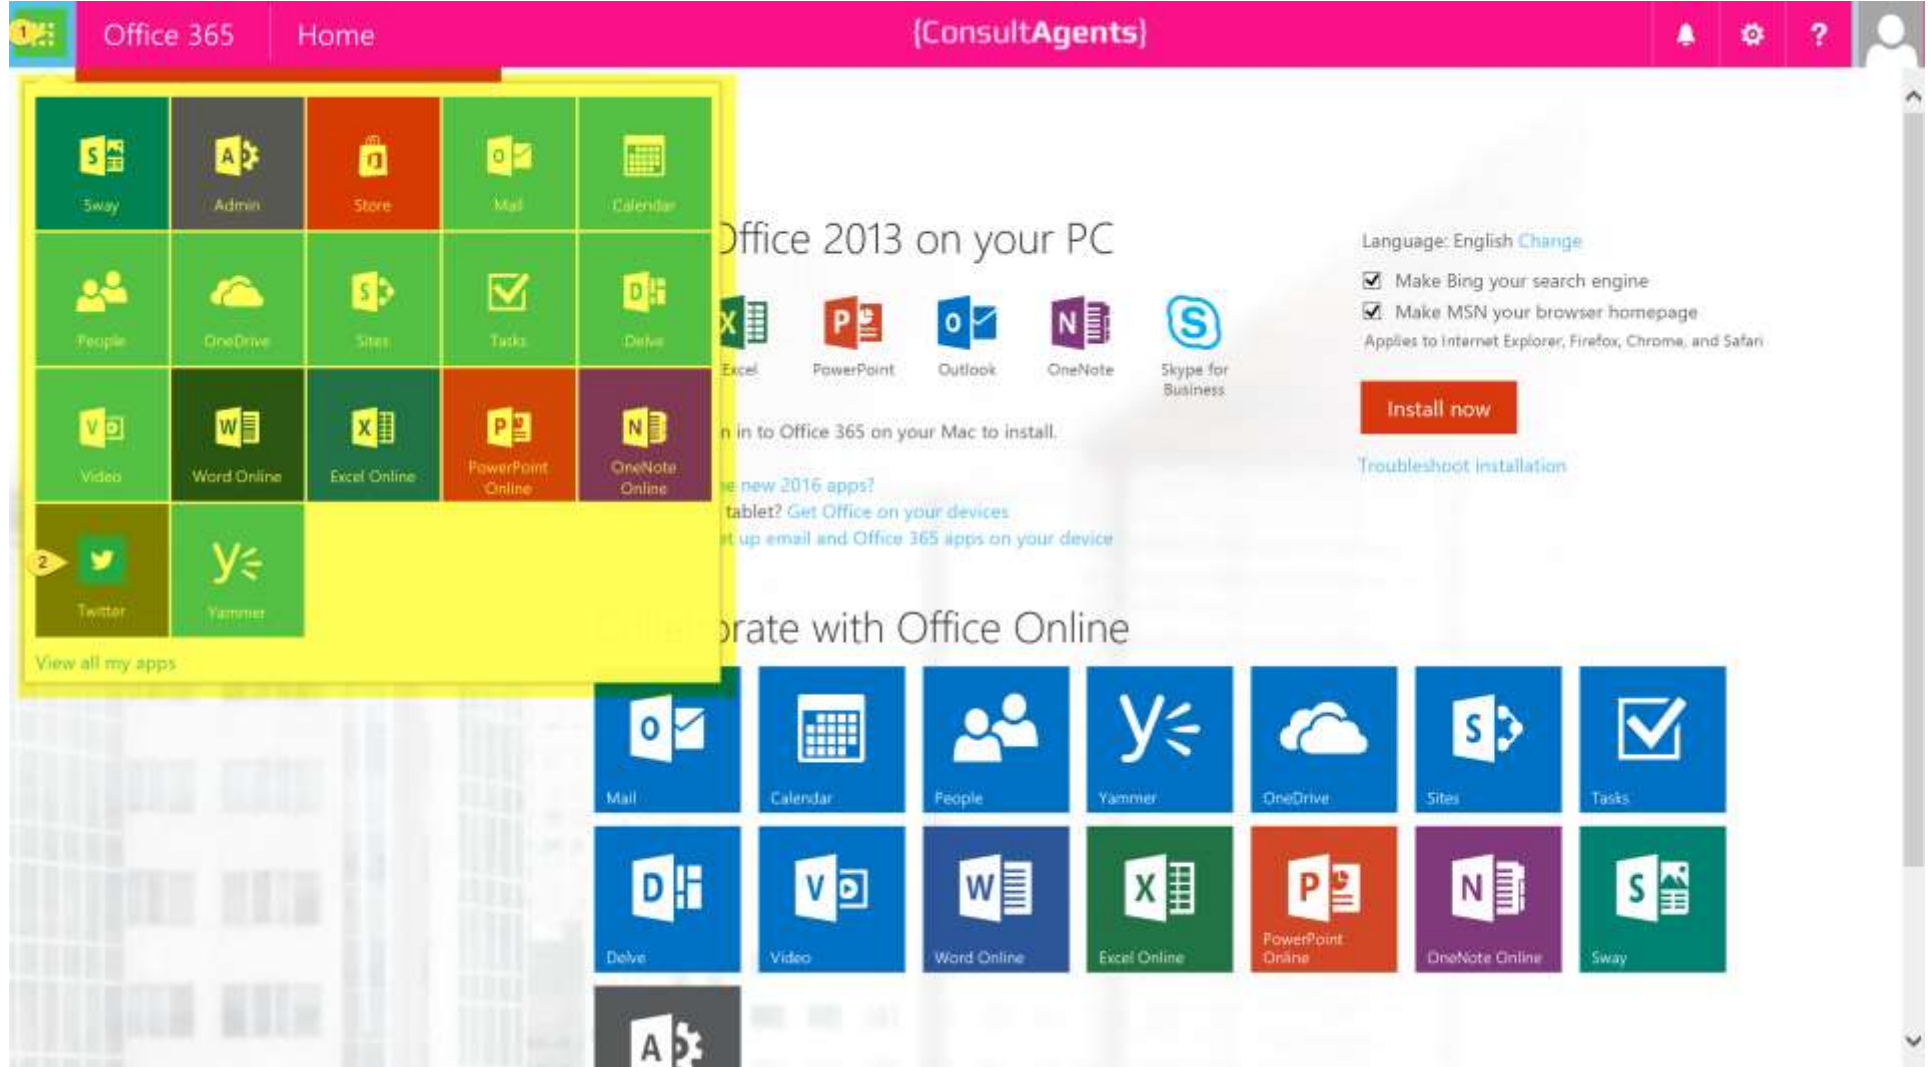 1
Office 365
Home
{ConsultAgents}
?
Sway
Admin
Store
Mail
Calendar
People
OneDrive
Sites
Tasks
Delve
Video
Word Online
Excel Online
PowerPoint
Online
OneNote
Online
2
Twitter
Yammer
View all my apps
Office 2013 on your PC
Excel
PowerPoint
Outlook
OneNote
Skype for
Business
n in to Office 365 on your Mac to install.
new 2016 apps?
tablet? Get Office on your devices
et up email and Office 365 apps on your device
Language: English Change
Make Bing your search engine
Make MSN your browser homepage
Applies to Internet Explorer, Firefox, Chrome, and Safari
Install now
Troubleshoot installation
orate with Office Online
Mail
Calendar
People
Yammer
OneDrive
Sites
Tasks
Delve
Video
Word Online
Excel Online
PowerPoint
Online
OneNote Online
Sway